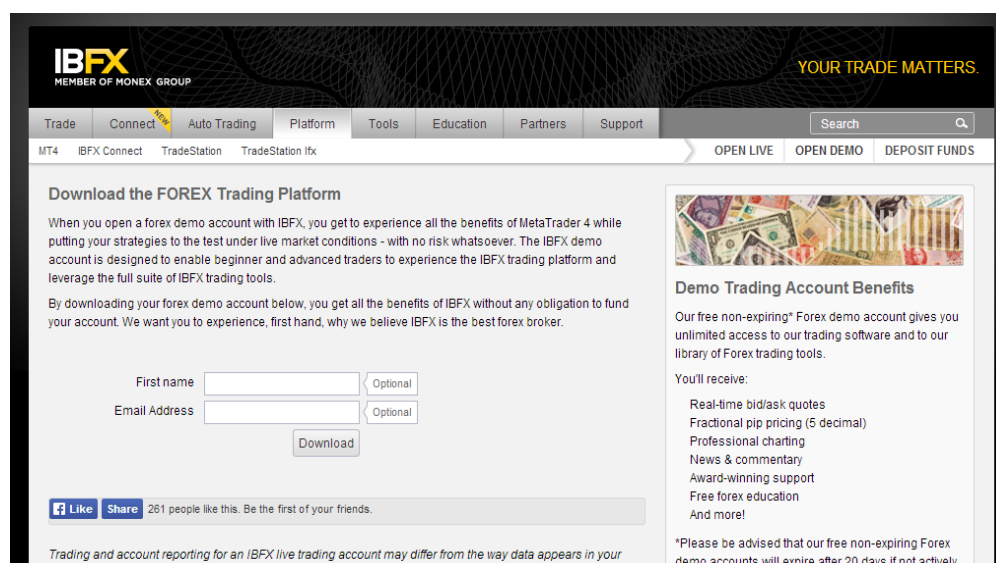 IBFX
MEMBER OF MONEX GROUP
YOUR TRADE MATTERS.
Trade Connect NEW Auto Trading Platform Tools Education Partners Support Search
MT4 IBFX Connect TradeStation TradeStation Ifx OPEN LIVE OPEN DEMO DEPOSIT FUNDS
Download the FOREX Trading Platform
When you open a forex demo account with IBFX, you get to experience all the benefits of MetaTrader 4 while
putting your strategies to the test under live market conditions - with no risk whatsoever. The IBFX demo
account is designed to enable beginner and advanced traders to experience the IBFX trading platform and
leverage the full suite of IBFX trading tools.
By downloading your forex demo account below, you get all the benefits of IBFX without any obligation to fund
your account. We want you to experience, first hand, why we believe IBFX is the best forex broker.
First name Optional
Email Address Optional
Download
Like Share 261 people like this. Be the first of your friends.
Trading and account reporting for an IBFX live trading account may differ from the way data appears in your
Demo Trading Account Benefits
Our free non-expiring* Forex demo account gives you
unlimited access to our trading software and to our
library of Forex trading tools.
You'll receive:
Real-time bid/ask quotes
Fractional pip pricing (5 decimal)
Professional charting
News & commentary
Award-winning support
Free forex education
And more!
*Please be advised that our free non-expiring Forex
demo accounts will expire after 20 days if not actively